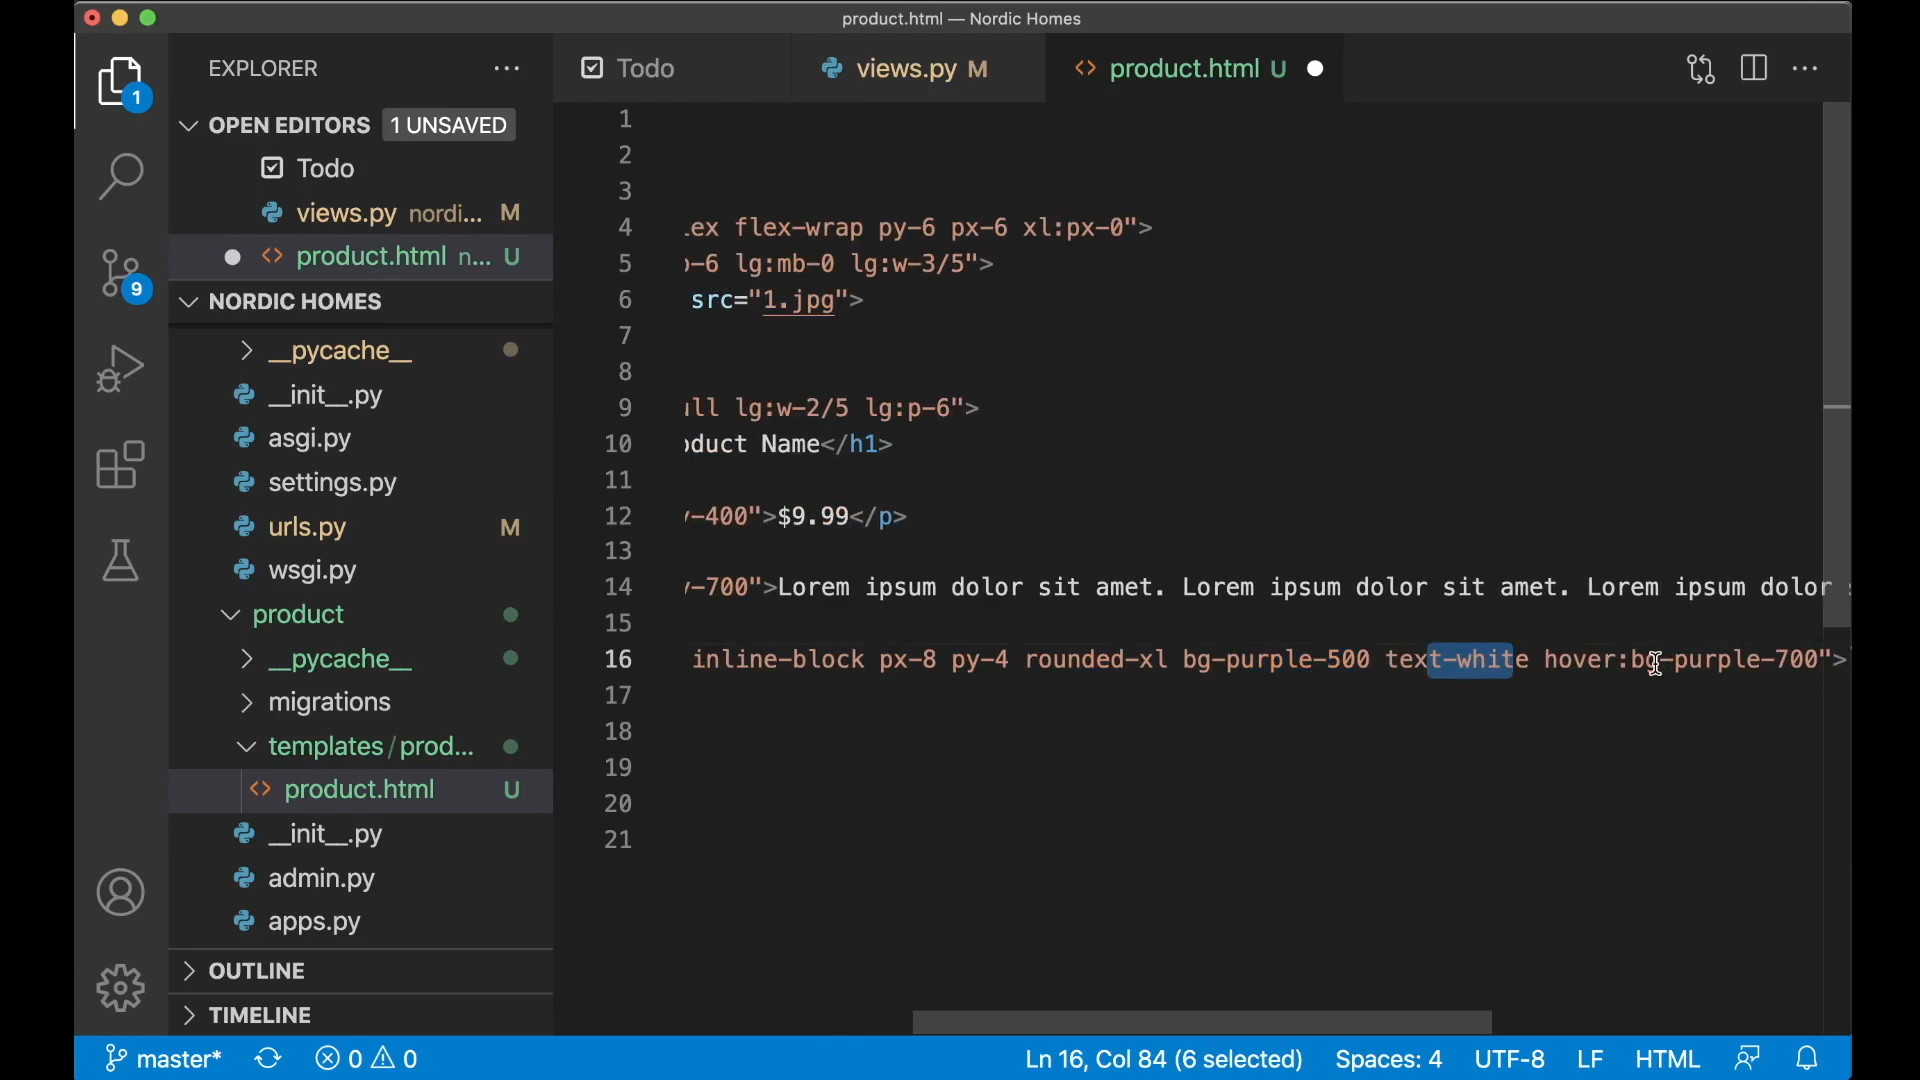 product.html — Nordic Homes
EXPLORER
Todo
views.py M
product.html U
OPEN EDITORS 1 UNSAVED
Todo
views.py nordi... M
product.html n... U
NORDIC HOMES
__pycache__
__init__.py
asgi.py
settings.py
urls.py M
wsgi.py
product
__pycache__
migrations
templates/prod...
product.html U
__init__.py
admin.py
apps.py
OUTLINE
TIMELINE
1
9
1
2
3
4 ex flex-wrap py-6 px-6 xl:px-0">
5 -6 lg:mb-0 lg:w-3/5">
6 src="1.jpg">
7
8
9 ll lg:w-2/5 lg:p-6">
10 duct Name</h1>
11
12 -400">$9.99</p>
13
14 -700">Lorem ipsum dolor sit amet. Lorem ipsum dolor sit amet. Lorem ipsum dolor
15
16 inline-block px-8 py-4 rounded-xl bg-purple-500 text-white hover:bg-purple-700">
17
18
19
20
21
master* 0 0 Ln 16, Col 84 (6 selected) Spaces: 4 UTF-8 LF HTML